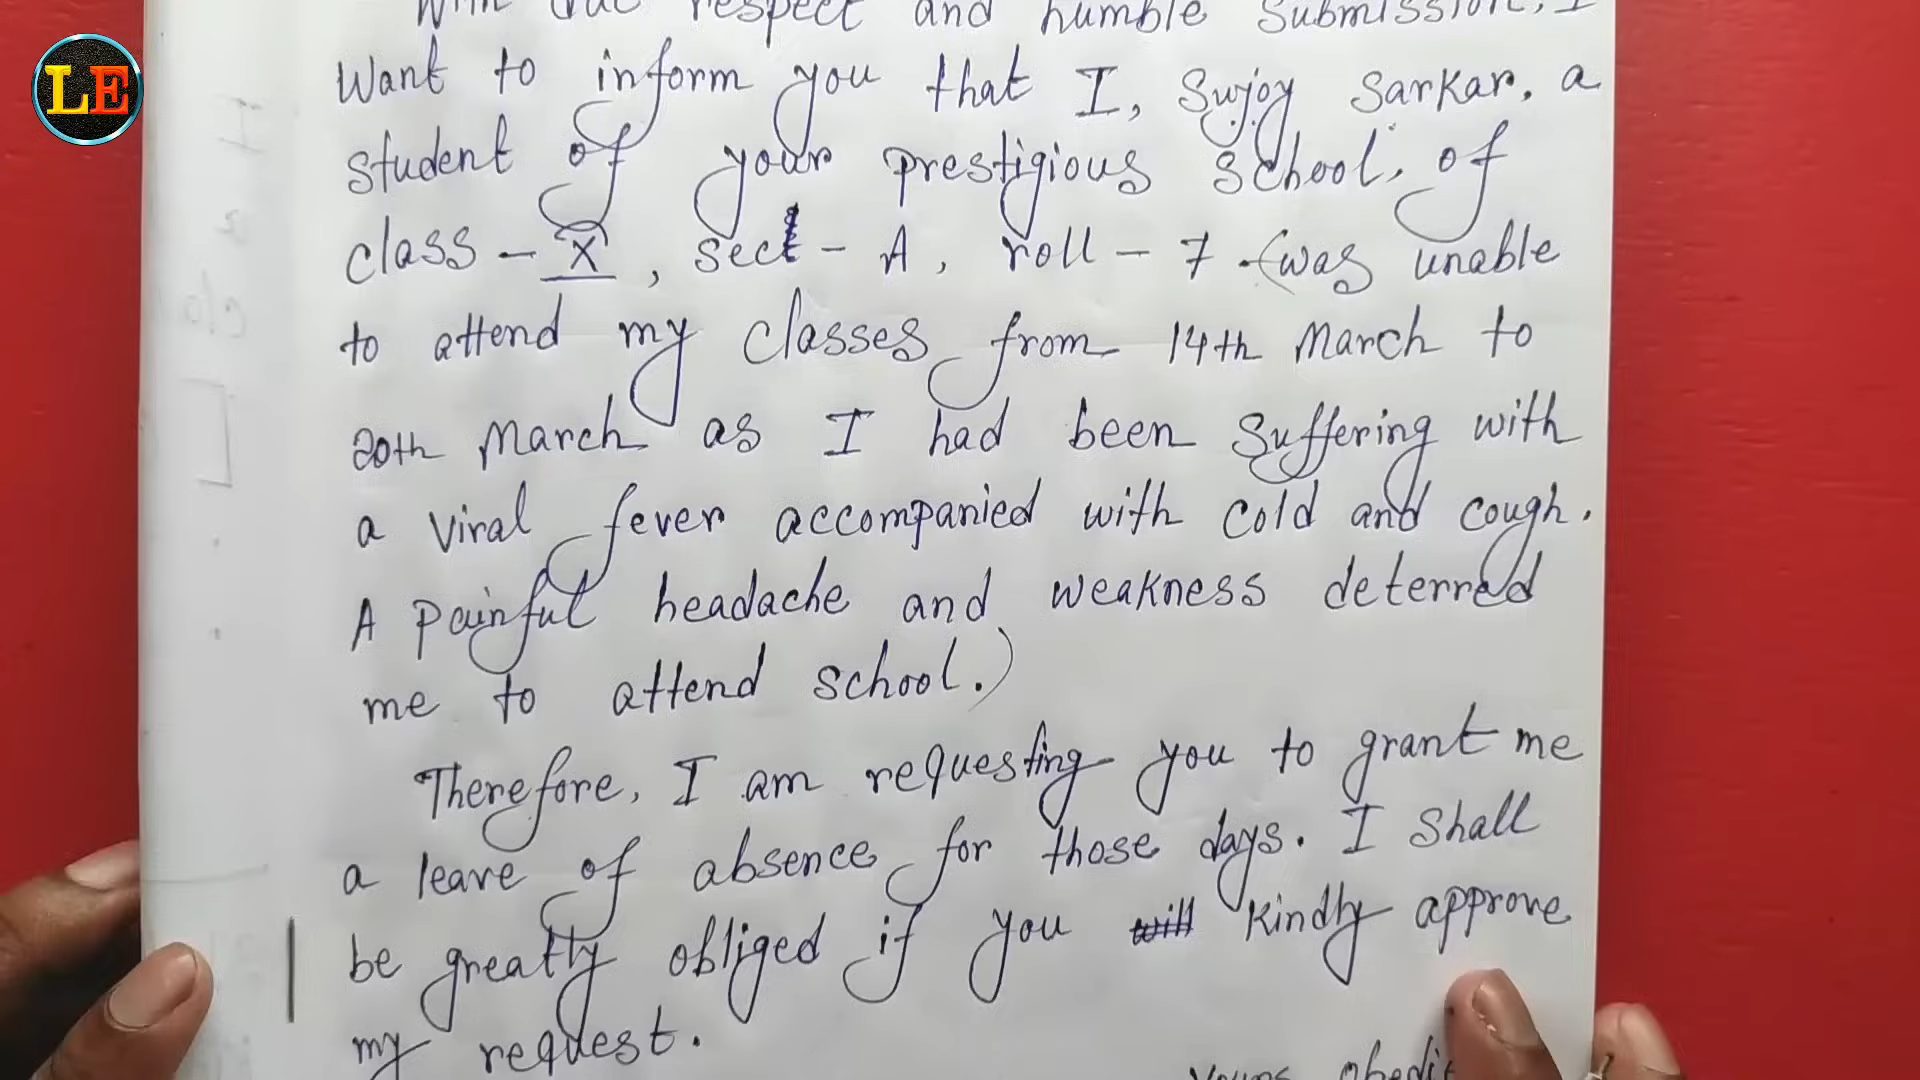 LE
With due respect and humble submission, I
Want to inform you that I, Sujoy Sarkar, a
student of your prestigious school, of
class - X, sect - A, roll - 7. (was unable
to attend my classes from 14th March to
20th March as I had been suffering with
a viral fever accompanied with cold and cough.
A painful headache and weakness deterred
me to attend school.)
Therefore, I am requesting you to grant me
a leave of absence for those days. I shall
be greatly obliged if you will kindly approve
my request.
Yours